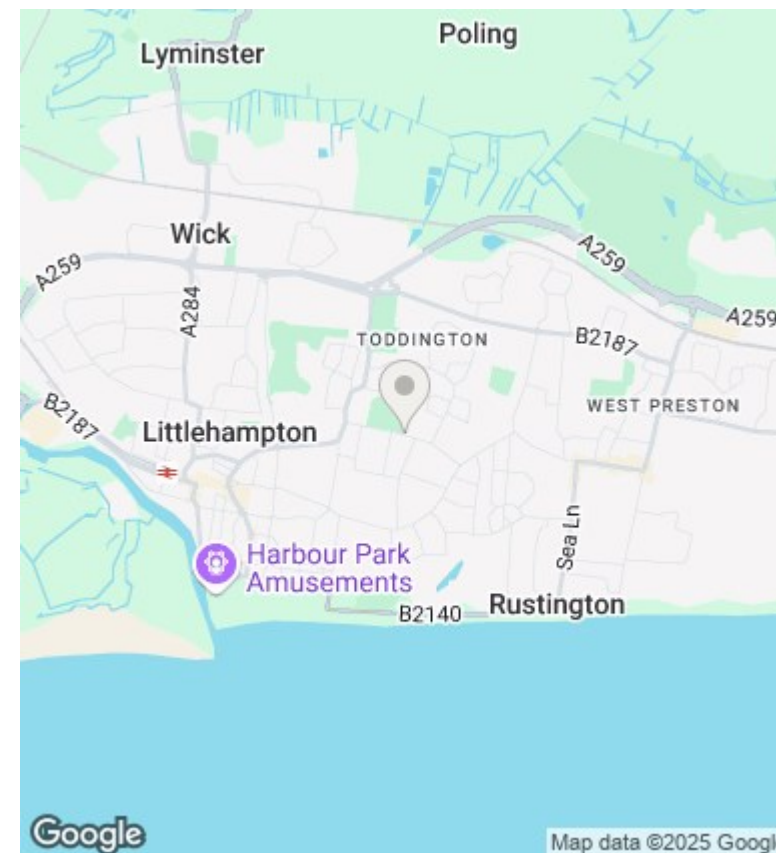 Poling
Lyminster
Wick
A259
A259
A284
A259
TODDINGTON
B2187
WEST PRESTON
B2187
Littlehampton
Sea Ln
Harbour Park
Amusements
Rustington
B2140
Google
Map data ©2025 Google